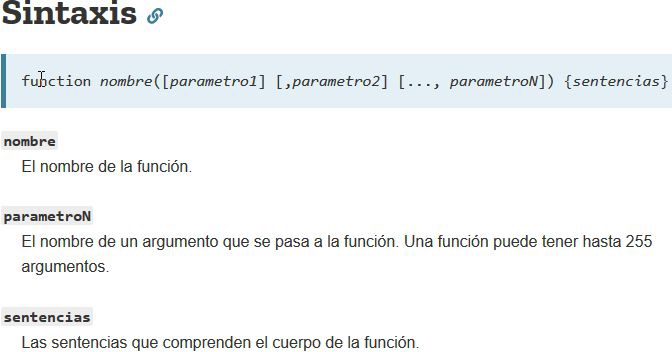 Sintaxis
function nombre([parametro1] [,parametro2] [..., parametroN]) {sentencias}
nombre
El nombre de la función.
parametroN
El nombre de un argumento que se pasa a la función. Una función puede tener hasta 255
argumentos.
sentencias
Las sentencias que comprenden el cuerpo de la función.